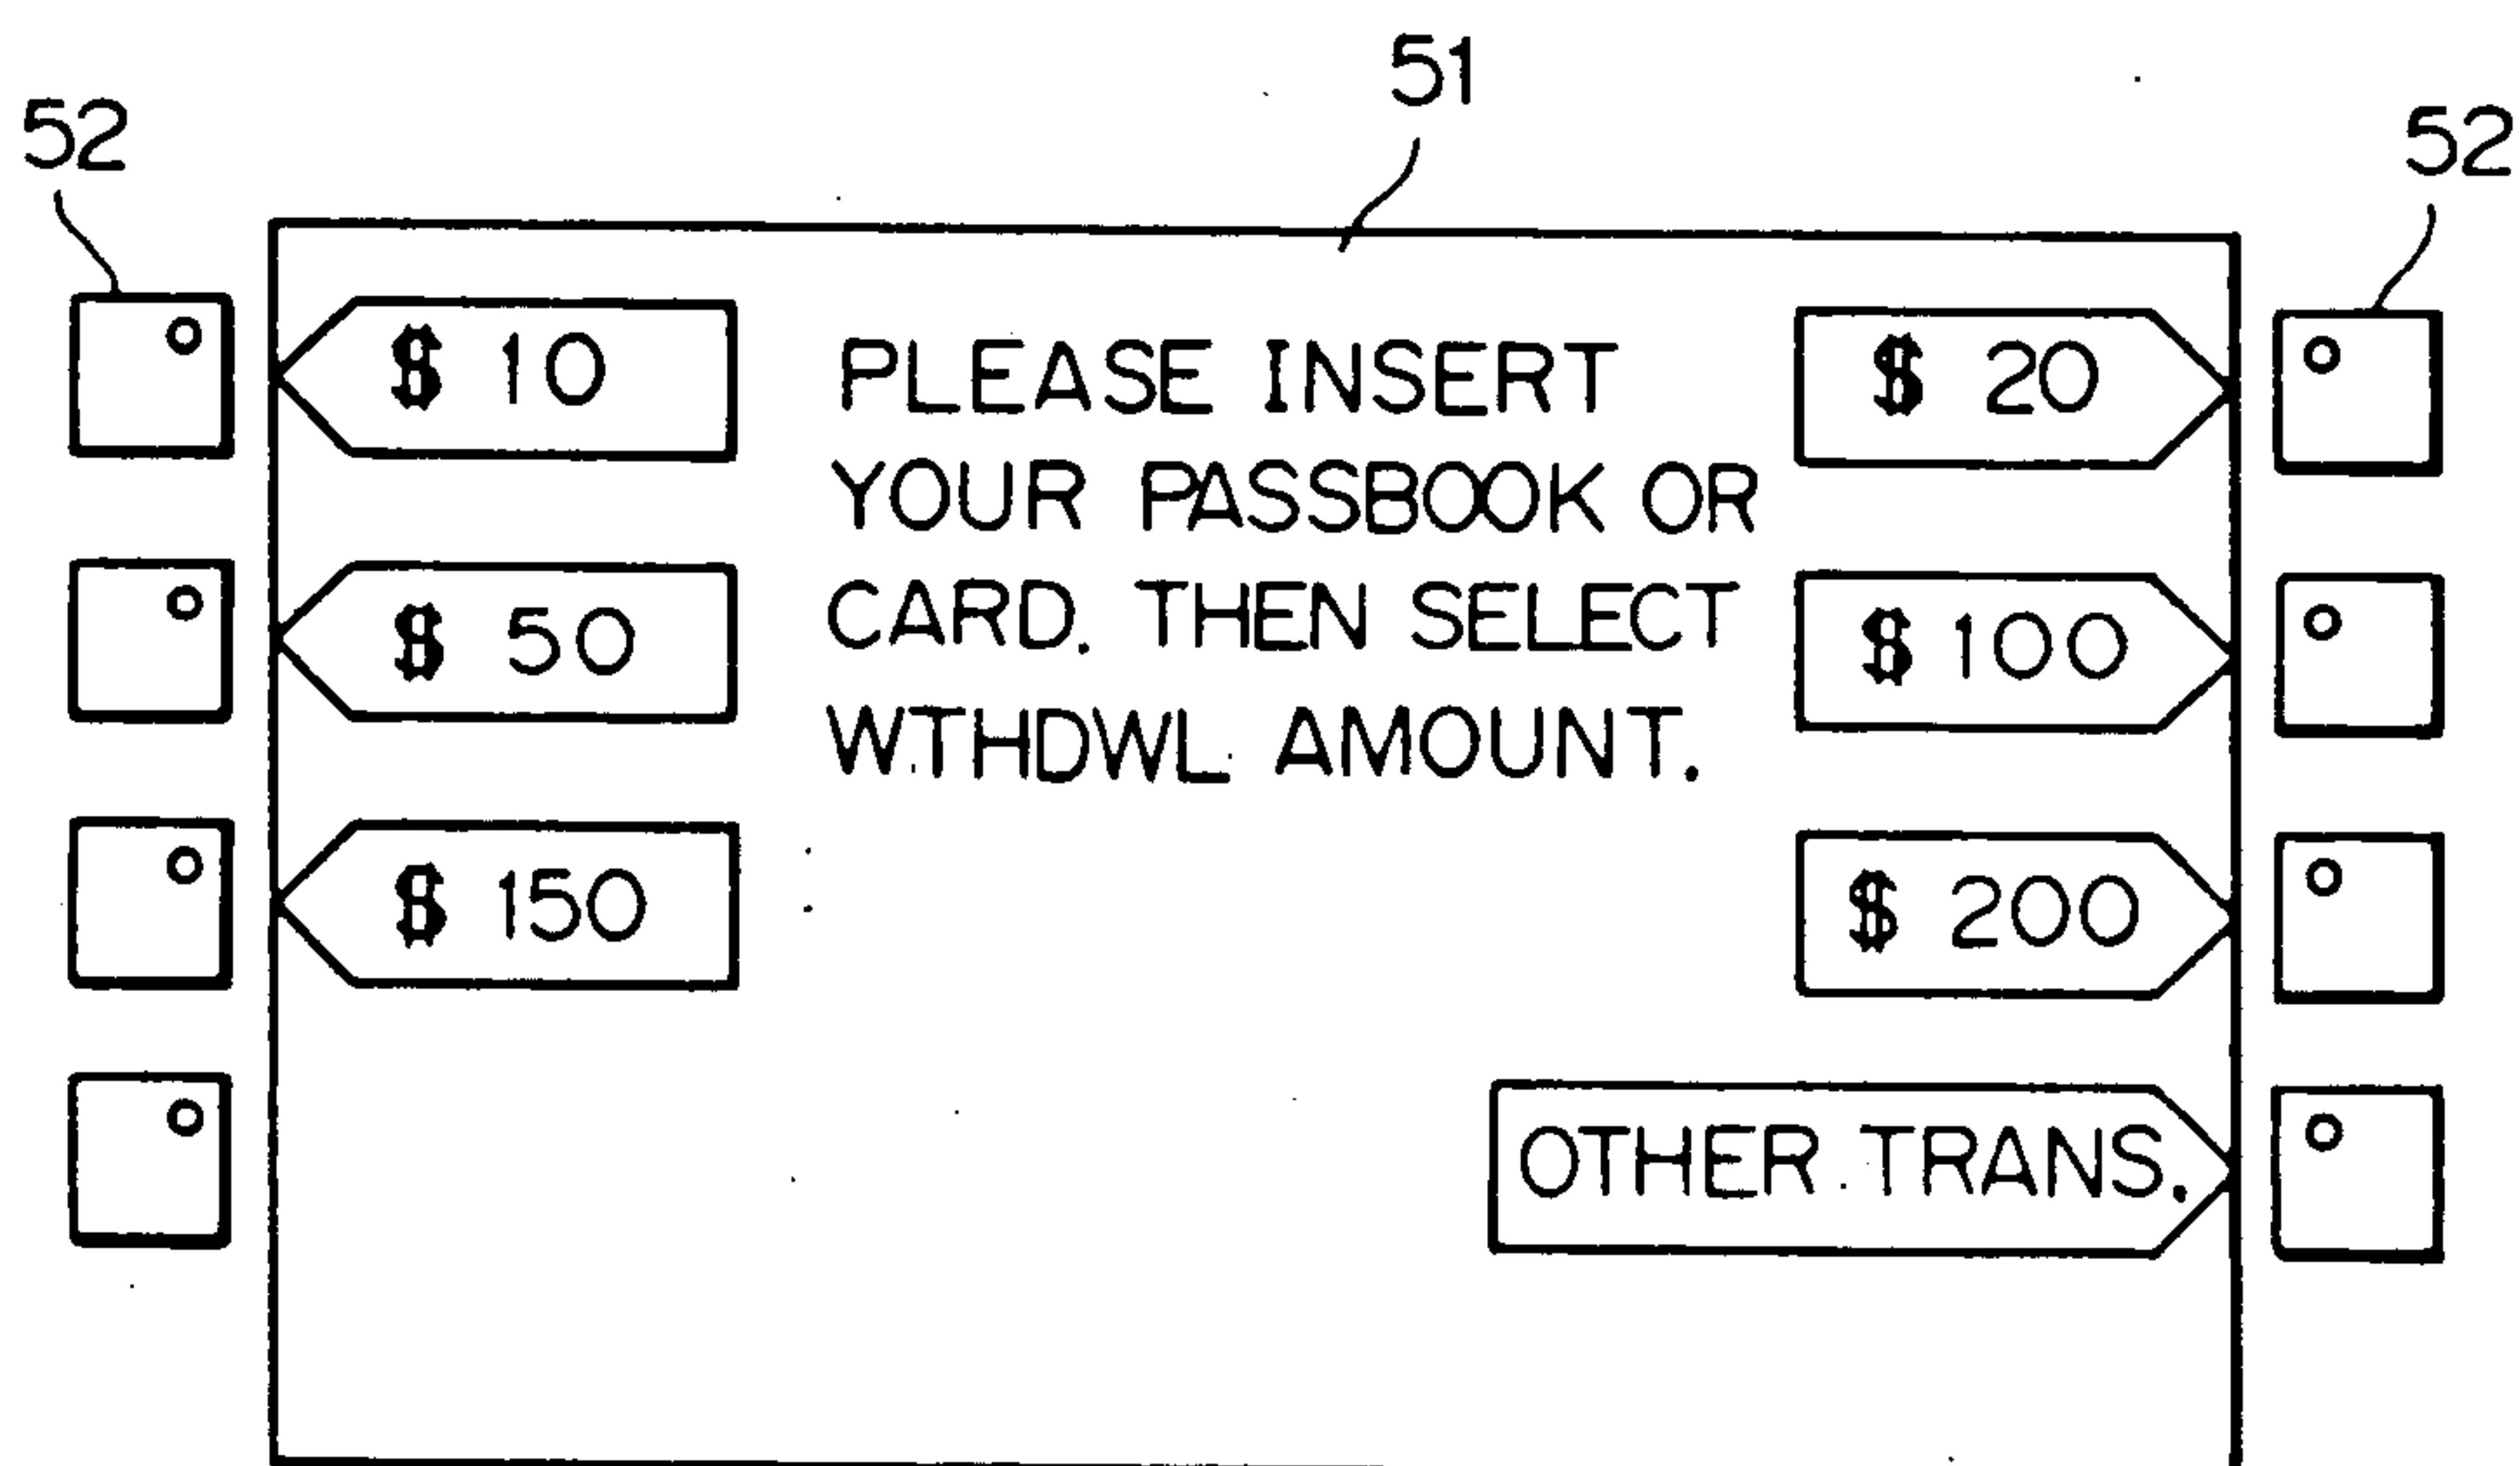 51
52
52
$ 10
PLEASE INSERT
$ 20
YOUR PASSBOOK OR
$ 50
CARD. THEN SELECT
$ 100
WTHDWL AMOUNT.
$ 150
$ 200
OTHER TRANS.